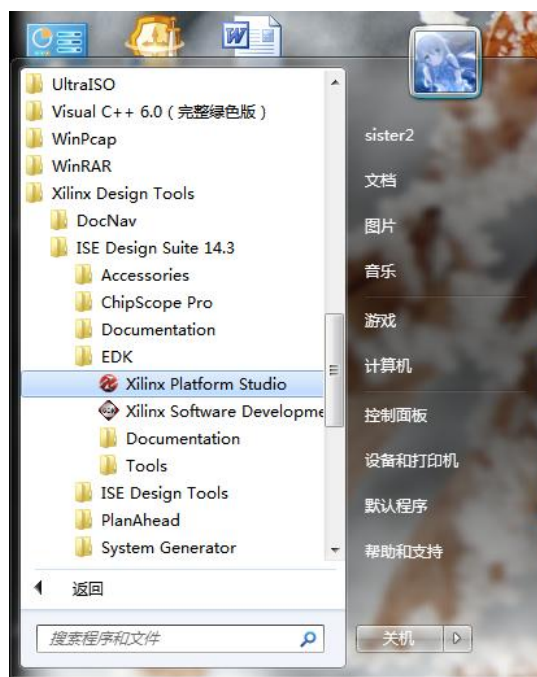 UltraISO
Visual C++ 6.0 ( 完整绿色版 )
WinPcap
WinRAR
Xilinx Design Tools
DocNav
ISE Design Suite 14.3
Accessories
ChipScope Pro
Documentation
EDK
Xilinx Platform Studio
Xilinx Software Developme
Documentation
Tools
ISE Design Tools
PlanAhead
System Generator
返回
搜索程序和文件
sister2
文档
图片
音乐
游戏
计算机
控制面板
设备和打印机
默认程序
帮助和支持
关机